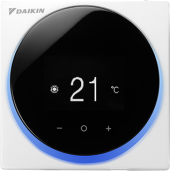 DAIKIN
21 °C
− ○ +